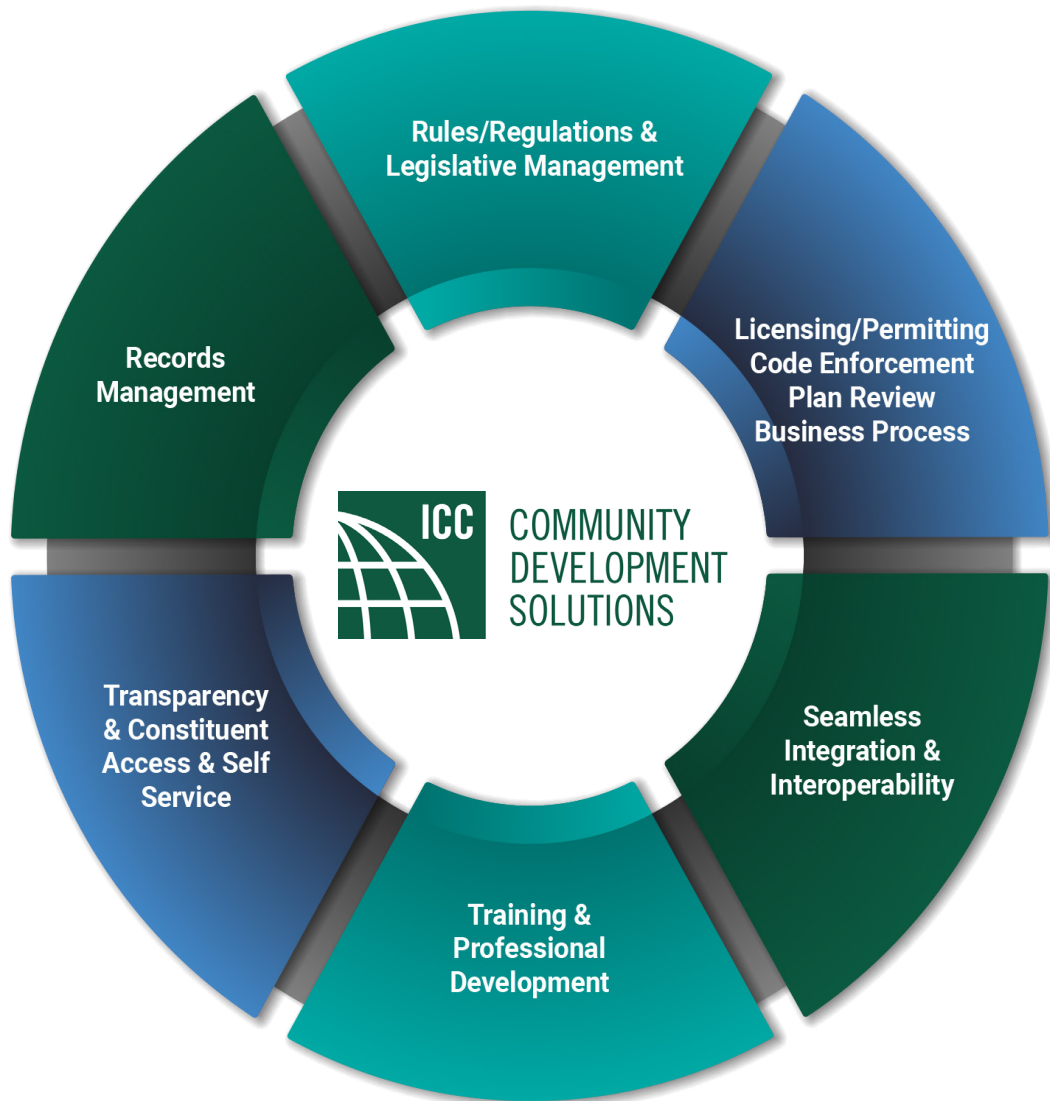 Rules/Regulations &
Legislative Management
Licensing/Permitting
Code Enforcement
Plan Review
Business Process
Seamless
Integration &
Interoperability
Training &
Professional
Development
Transparency
& Constituent
Access & Self
Service
Records
Management
ICC
COMMUNITY
DEVELOPMENT
SOLUTIONS